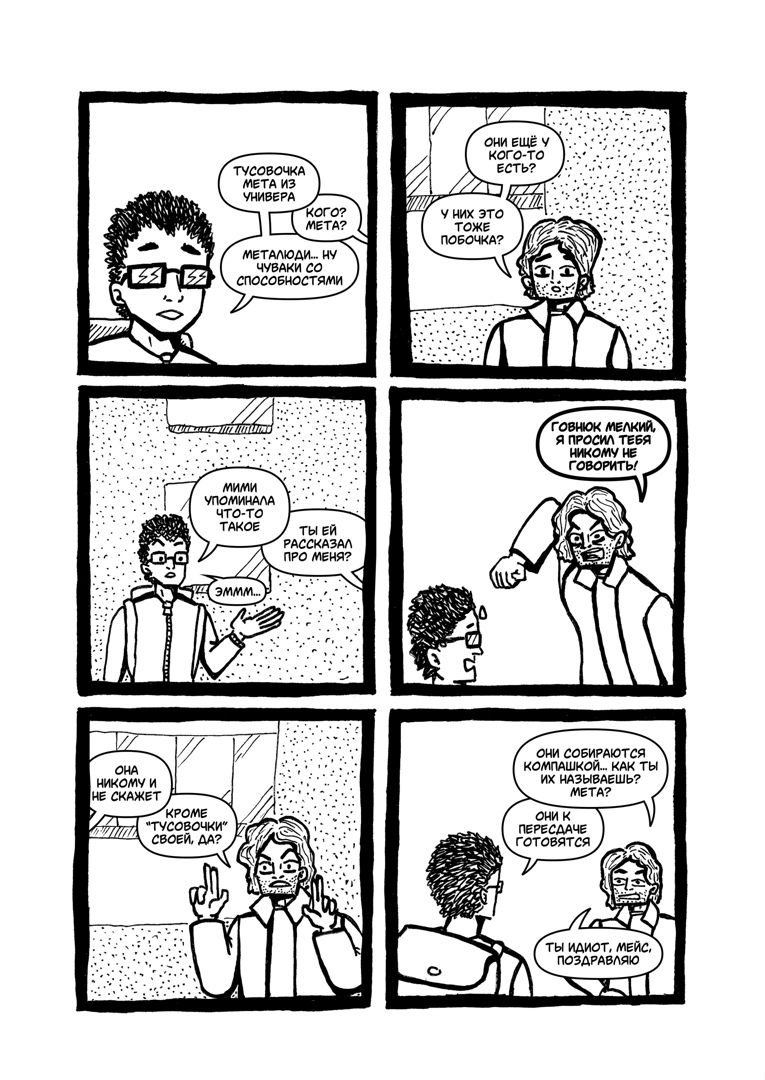 ТУСОВОЧКА
МЕТА ИЗ
УНИВЕРА
КОГО?
МЕТА?
МЕТАЛЮДИ... НУ
ЧУВАКИ СО
СПОСОБНОСТЯМИ
ОНИ ЕЩЁ У
КОГО-ТО
ЕСТЬ?
У НИХ ЭТО
ТОЖЕ
ПОБОЧКА?
МИМИ
УПОМИНАЛА
ЧТО-ТО
ТАКОЕ
ТЫ ЕЙ
РАССКАЗАЛ
ПРО МЕНЯ?
ЭМММ...
ГОВНЮК МЕЛКИЙ,
Я ПРОСИЛ ТЕБЯ
НИКОМУ НЕ
ГОВОРИТЬ!
ОНА
НИКОМУ И
НЕ СКАЖЕТ
КРОМЕ
"ТУСОВОЧКИ"
СВОЕЙ, ДА?
ОНИ СОБИРАЮТСЯ
КОМПАШКОЙ... КАК ТЫ
ИХ НАЗЫВАЕШЬ?
МЕТА?
ОНИ К
ПЕРЕСДАЧЕ
ГОТОВЯТСЯ
ТЫ ИДИОТ, МЕЙС,
ПОЗДРАВЛЯЮ